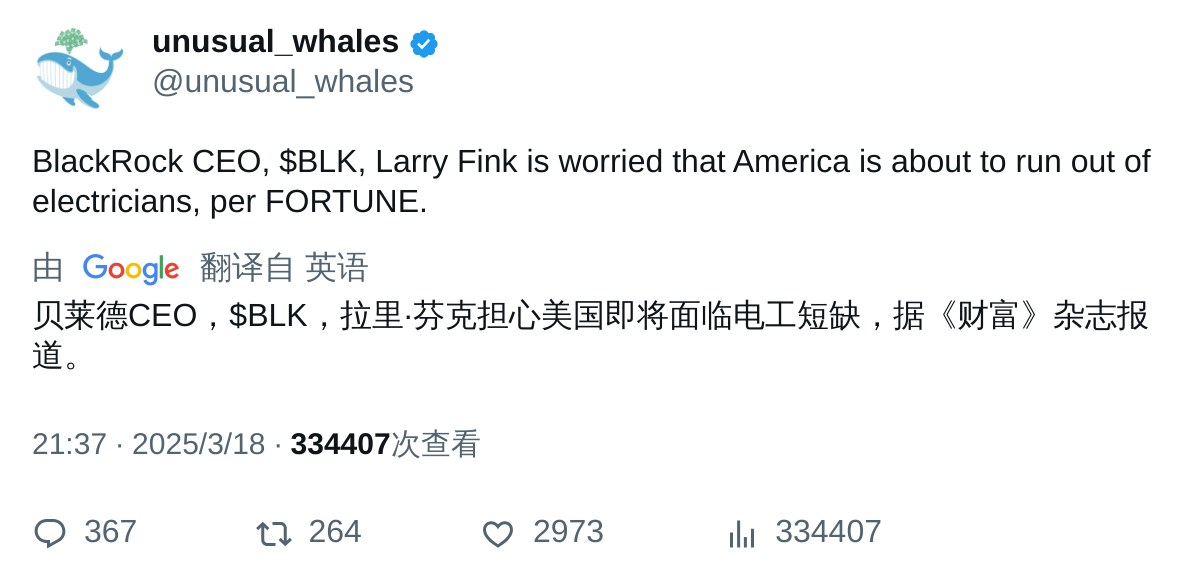 unusual_whales
@unusual_whales
BlackRock CEO, $BLK, Larry Fink is worried that America is about to run out of
electricians, per FORTUNE.
由 Google 翻译自 英语
贝莱德CEO，$BLK，拉里·芬克担心美国即将面临电工短缺，据《财富》杂志报
道。
21:37 · 2025/3/18 · 334407次查看
367 264 2973 334407